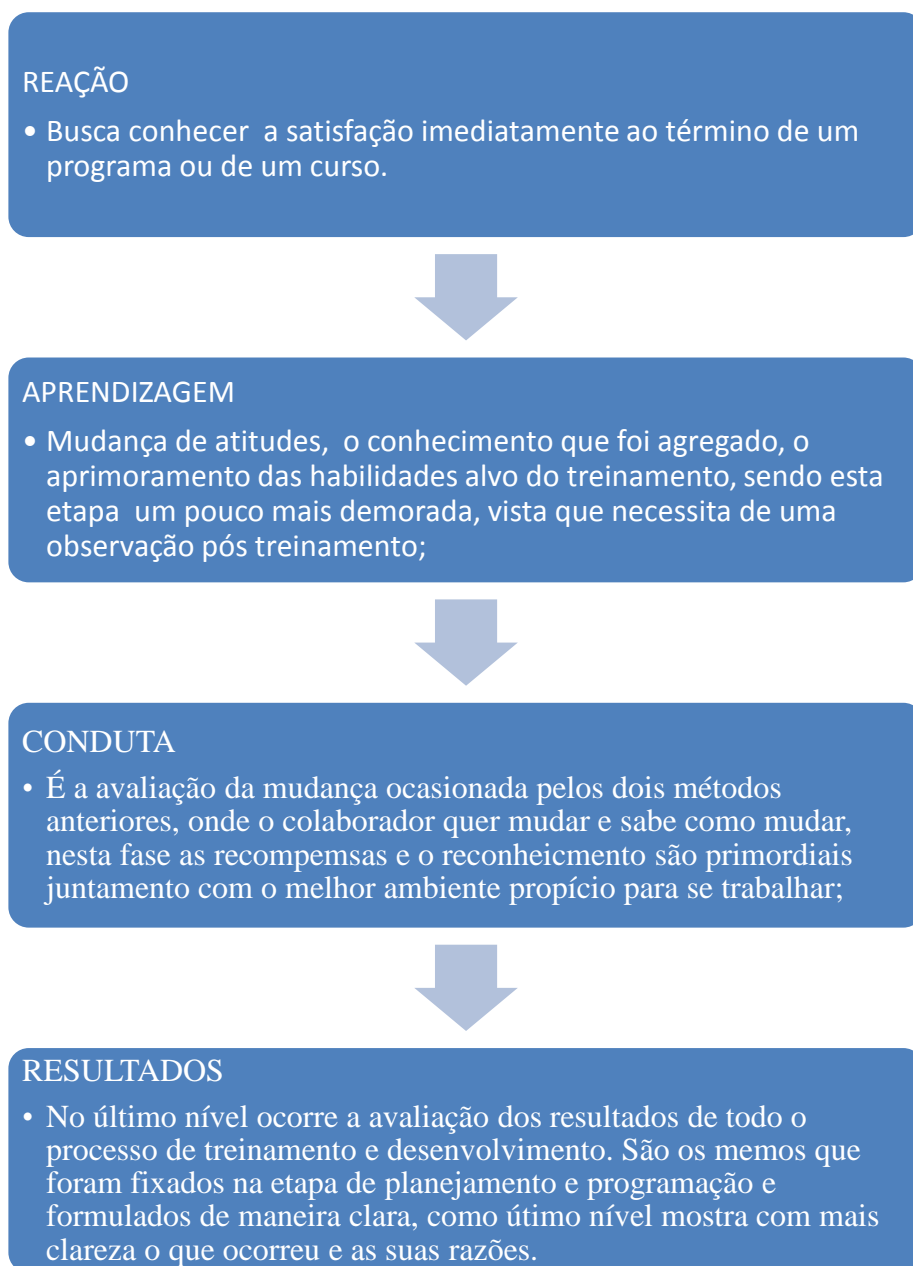 REAÇÃO
• Busca conhecer a satisfação imediatamente ao término de um
programa ou de um curso.
APRENDIZAGEM
• Mudança de atitudes, o conhecimento que foi agregado, o
aprimoramento das habilidades alvo do treinamento, sendo esta
etapa um pouco mais demorada, vista que necessita de uma
observação pós treinamento;
CONDUTA
• É a avaliação da mudança ocasionada pelos dois métodos
anteriores, onde o colaborador quer mudar e sabe como mudar,
nesta fase as recompemsas e o reconheicmento são primordiais
juntamento com o melhor ambiente propício para se trabalhar;
RESULTADOS
• No último nível ocorre a avaliação dos resultados de todo o
processo de treinamento e desenvolvimento. São os memos que
foram fixados na etapa de planejamento e programação e
formulados de maneira clara, como útimo nível mostra com mais
clareza o que ocorreu e as suas razões.